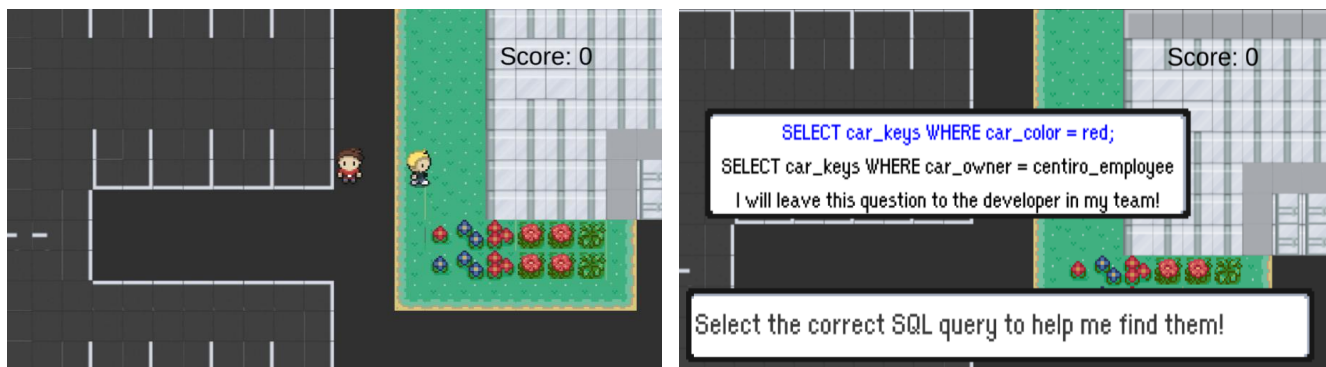 Score: 0
Score: 0
SELECT car_keys WHERE car_color = red;
SELECT car_keys WHERE car_owner = centiro_employee
I will leave this question to the developer in my team!
Select the correct SQL query to help me find them!